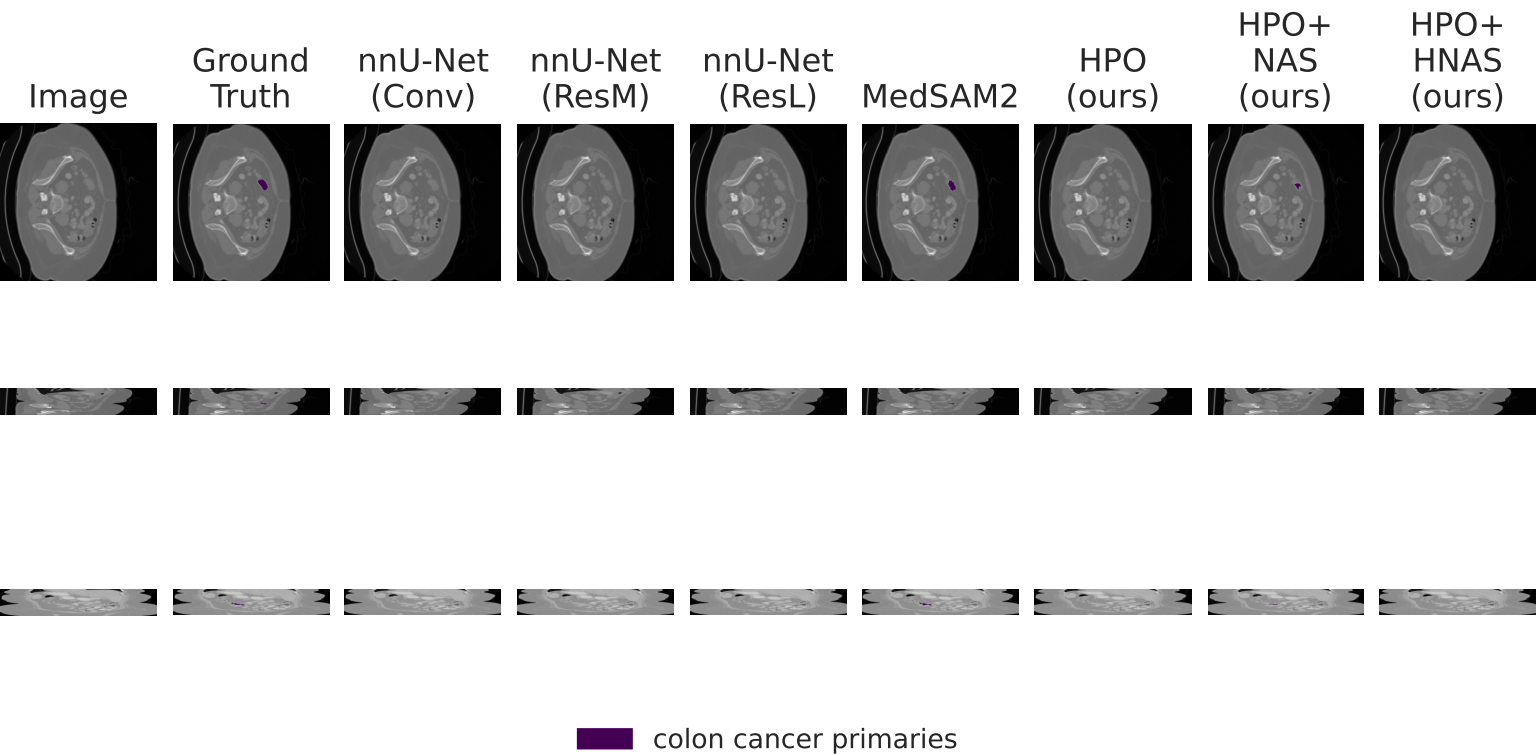 Image
Ground
Truth
nnU-Net
(Conv)
nnU-Net
(ResM)
nnU-Net
(ResL)
MedSAM2
HPO
(ours)
HPO+
NAS
(ours)
HPO+
HNAS
(ours)
colon cancer primaries